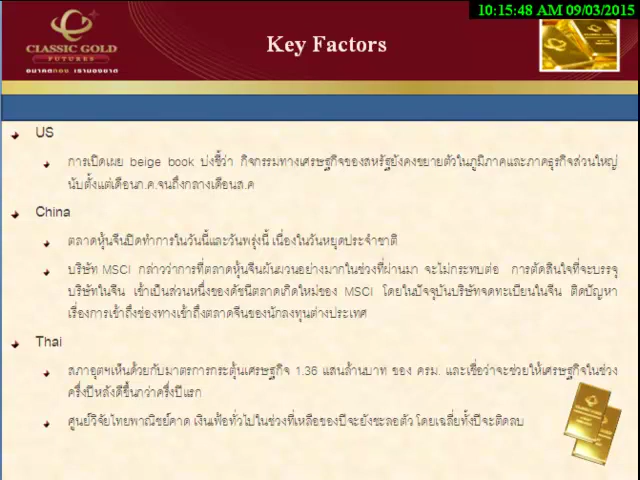 10:15:48 AM 09/03/2015
CLASSIC GOLD
FUTURES
อนาคตทอง เรามองขาด
Key Factors
US
การเปิดเผย beige book บ่งชี้ว่า กิจกรรมทางเศรษฐกิจของสหรัฐยังคงขยายตัวในภูมิภาคและภาคธุรกิจส่วนใหญ่
นับตั้งแต่เดือนก.ค.จนถึงกลางเดือนส.ค
China
ตลาดหุ้นจีนปิดทำการในวันนี้และวันพรุ่งนี้ เนื่องในวันหยุดประจำชาติ
บริษัท MSCI กล่าวว่าการที่ตลาดหุ้นจีนผันผวนอย่างมากในช่วงที่ผ่านมา จะไม่กระทบต่อ การตัดสินใจที่จะบรรจุ
บริษัทในจีน เข้าเป็นส่วนหนึ่งของดัชนีตลาดเกิดใหม่ของ MSCI โดยในปัจจุบันบริษัทจดทะเบียนในจีน ติดปัญหา
เรื่องการเข้าถึงช่องทางเข้าถึงตลาดจีนของนักลงทุนต่างประเทศ
Thai
สภาอุตฯเห็นด้วยกับมาตรการกระตุ้นเศรษฐกิจ 1.36 แสนล้านบาท ของ ครม. และเชื่อว่าจะช่วยให้เศรษฐกิจในช่วง
ครึ่งปีหลังดีขึ้นกว่าครึ่งปีแรก
ศูนย์วิจัยไทยพาณิชย์คาด เงินเฟ้อทั่วไปในช่วงที่เหลือของปีจะยังชะลอตัว โดยเฉลี่ยทั้งปีจะติดลบ
CLASSIC GOLD